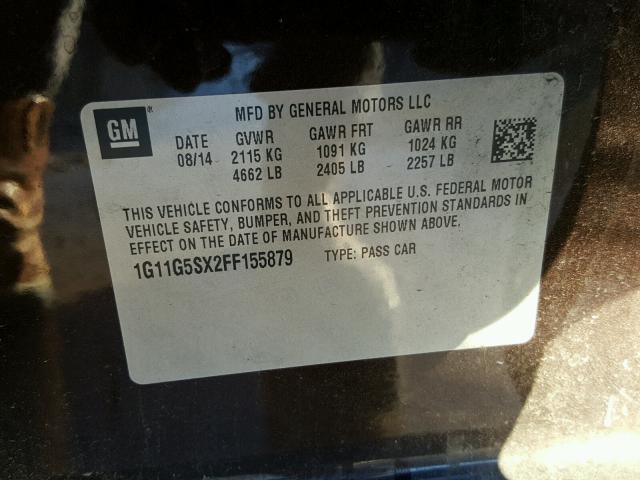 GM ®
MFD BY GENERAL MOTORS LLC
DATE GVWR GAWR FRT GAWR RR
08/14 2115 KG 1091 KG 1024 KG
4662 LB 2405 LB 2257 LB
THIS VEHICLE CONFORMS TO ALL APPLICABLE U.S. FEDERAL MOTOR
VEHICLE SAFETY, BUMPER, AND THEFT PREVENTION STANDARDS IN
EFFECT ON THE DATE OF MANUFACTURE SHOWN ABOVE.
1G11G5SX2FF155879 TYPE: PASS CAR